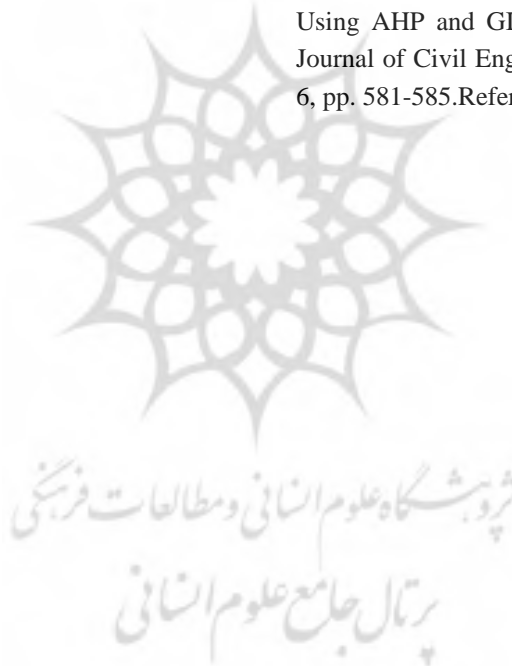 Using AHP and GI
Journal of Civil Eng
6, pp. 581-585.Refer
پژوهشگاه علوم انسانی و مطالعات فرهنگی
پرتال جامع علوم انسانی